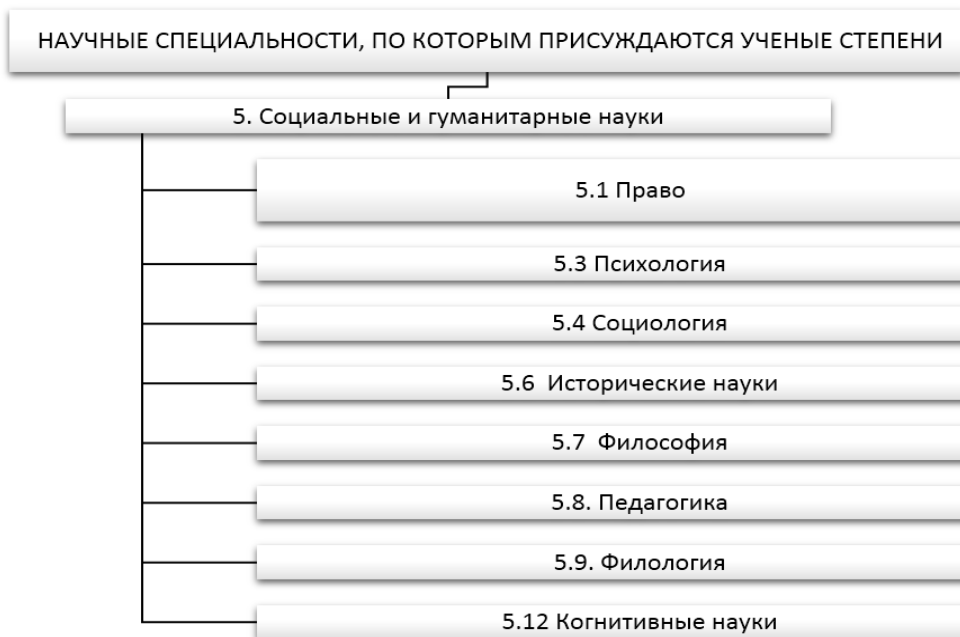 НАУЧНЫЕ СПЕЦИАЛЬНОСТИ, ПО КОТОРЫМ ПРИСУЖДАЮТСЯ УЧЕНЫЕ СТЕПЕНИ
5. Социальные и гуманитарные науки
5.1 Право
5.3 Психология
5.4 Социология
5.6 Исторические науки
5.7 Философия
5.8. Педагогика
5.9. Филология
5.12 Когнитивные науки